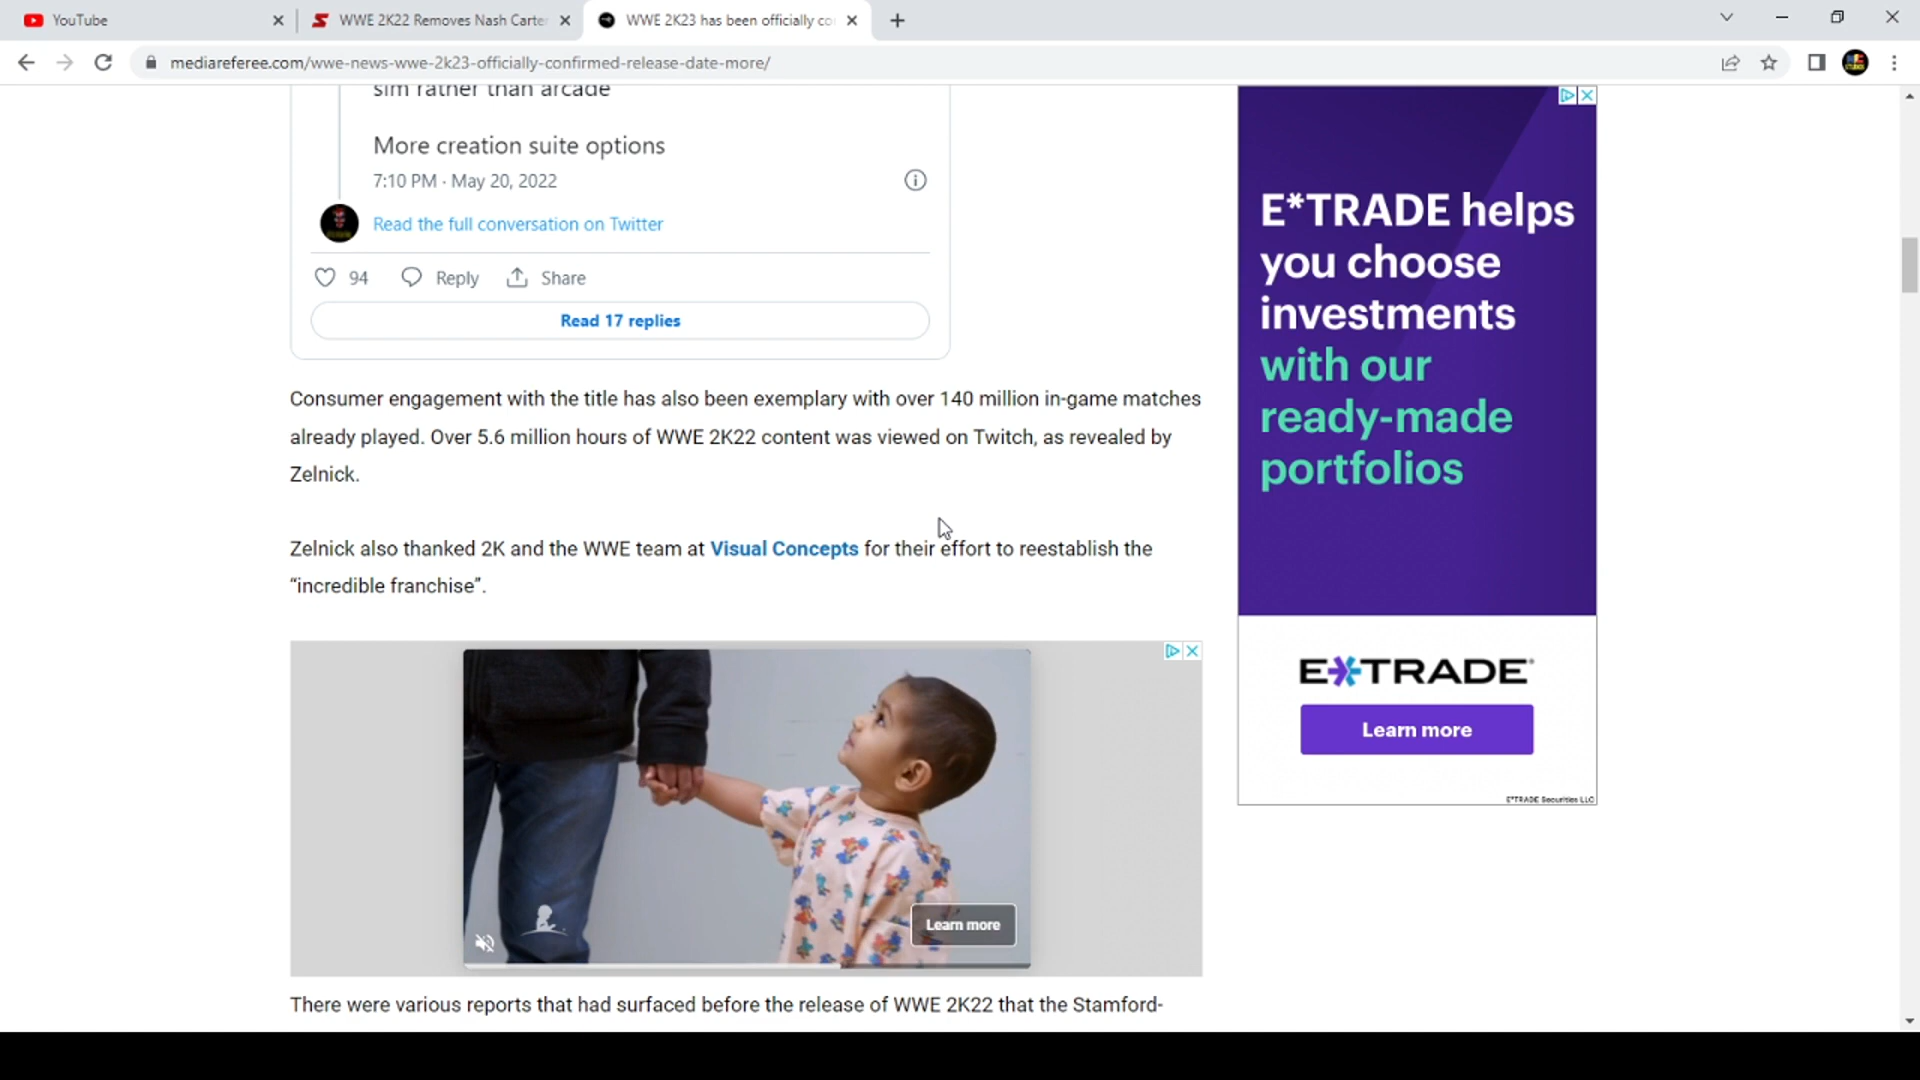 YouTube
WWE 2K22 Removes Nash Carter
WWE 2K23 has been officially co
mediareferee.com/wwe-news-wwe-2k23-officially-confirmed-release-date-more/
sim rather than arcade
More creation suite options
7:10 PM · May 20, 2022
Read the full conversation on Twitter
94 Reply Share
Read 17 replies
Consumer engagement with the title has also been exemplary with over 140 million in-game matches
already played. Over 5.6 million hours of WWE 2K22 content was viewed on Twitch, as revealed by
Zelnick.
Zelnick also thanked 2K and the WWE team at Visual Concepts for their effort to reestablish the
“incredible franchise”.
Learn more
There were various reports that had surfaced before the release of WWE 2K22 that the Stamford-
E*TRADE helps
you choose
investments
with our
ready-made
portfolios
E*TRADE
Learn more
E*TRADE Securities LLC